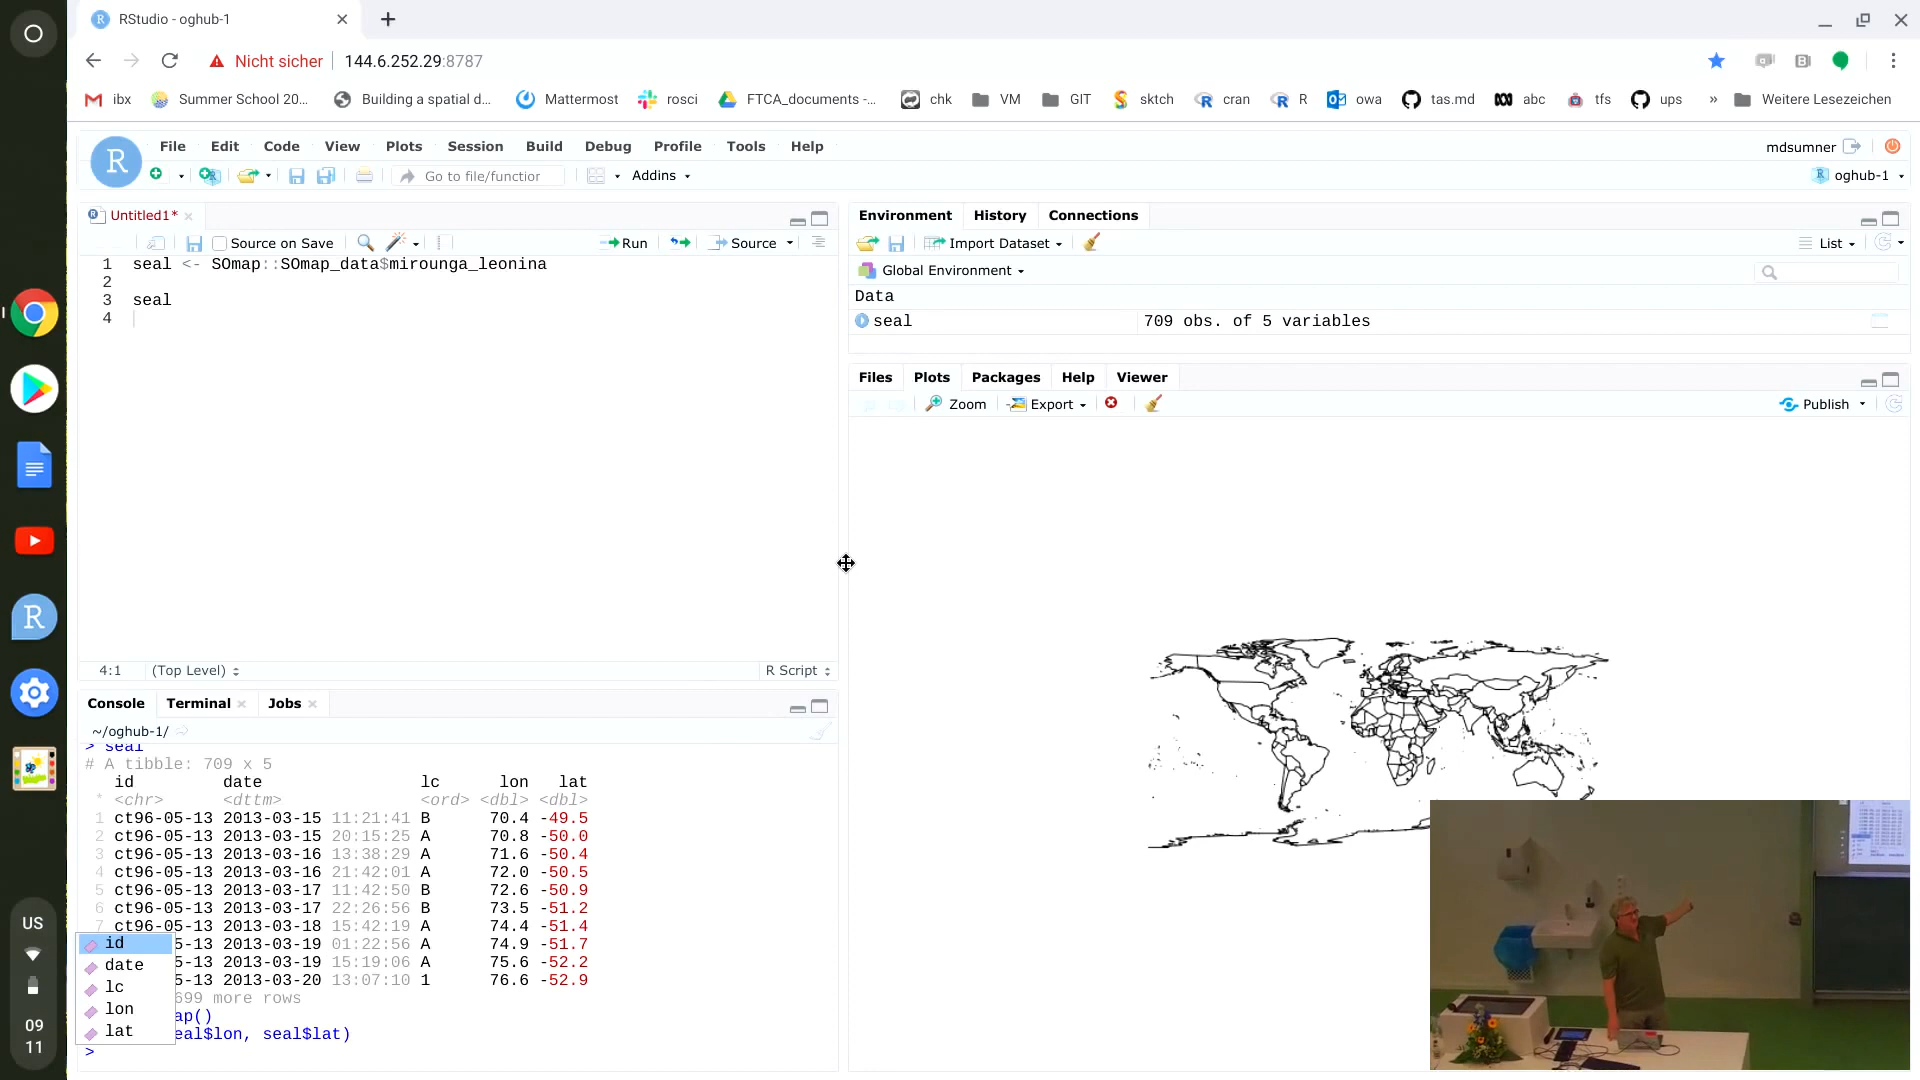 RStudio - oghub-1
Nicht sicher 144.6.252.29:8787
ibx Summer School 20... Building a spatial d... Mattermost rosci FTCA_documents -... chk VM GIT sktch cran R owa tas.md abc tfs ups » Weitere Lesezeichen
File Edit Code View Plots Session Build Debug Profile Tools Help mdsumner
Go to file/function Addins oghub-1
Untitled1*
Source on Save Run Source
1 seal <- SOmap::SOmap_data$mirounga_leonina
2
3 seal
4
4:1 (Top Level) R Script
Environment History Connections
Import Dataset List
Global Environment
Data
seal 709 obs. of 5 variables
Files Plots Packages Help Viewer
Zoom Export Publish
Console Terminal Jobs
~/oghub-1/
> seal
# A tibble: 709 x 5
id date lc lon lat
* <chr> <dttm> <ord> <dbl> <dbl>
1 ct96-05-13 2013-03-15 11:21:41 B 70.4 -49.5
2 ct96-05-13 2013-03-15 20:15:25 A 70.8 -50.0
3 ct96-05-13 2013-03-16 13:38:29 A 71.6 -50.4
4 ct96-05-13 2013-03-16 21:42:01 A 72.0 -50.5
5 ct96-05-13 2013-03-17 11:42:50 B 72.6 -50.9
6 ct96-05-13 2013-03-17 22:26:56 B 73.5 -51.2
7 ct96-05-13 2013-03-18 15:42:19 A 74.4 -51.4
5-13 2013-03-19 01:22:56 A 74.9 -51.7
5-13 2013-03-19 15:19:06 A 75.6 -52.2
5-13 2013-03-20 13:07:10 1 76.6 -52.9
699 more rows
ap()
eal$lon, seal$lat)
>
id
date
lc
lon
lat
US
09
11